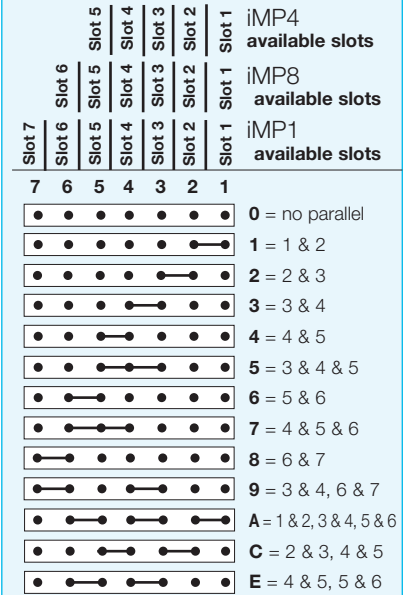 Slot 5 Slot 4 Slot 3 Slot 2 Slot 1 iMP4
available slots
Slot 6 Slot 5 Slot 4 Slot 3 Slot 2 Slot 1 iMP8
available slots
Slot 7 Slot 6 Slot 5 Slot 4 Slot 3 Slot 2 Slot 1 iMP1
available slots
7 6 5 4 3 2 1
0 = no parallel
1 = 1 & 2
2 = 2 & 3
3 = 3 & 4
4 = 4 & 5
5 = 3 & 4 & 5
6 = 5 & 6
7 = 4 & 5 & 6
8 = 6 & 7
9 = 3 & 4, 6 & 7
A = 1 & 2, 3 & 4, 5 & 6
C = 2 & 3, 4 & 5
E = 4 & 5, 5 & 6